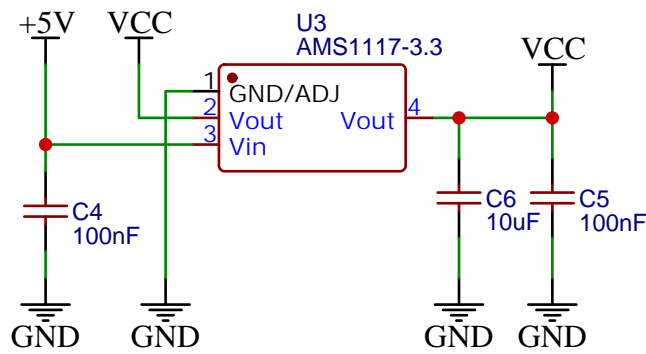 +5V
VCC
U3
AMS1117-3.3
VCC
1
GND/ADJ
2
Vout
Vout
4
3
Vin
C4
100nF
C6
10uF
C5
100nF
GND
GND
GND
GND